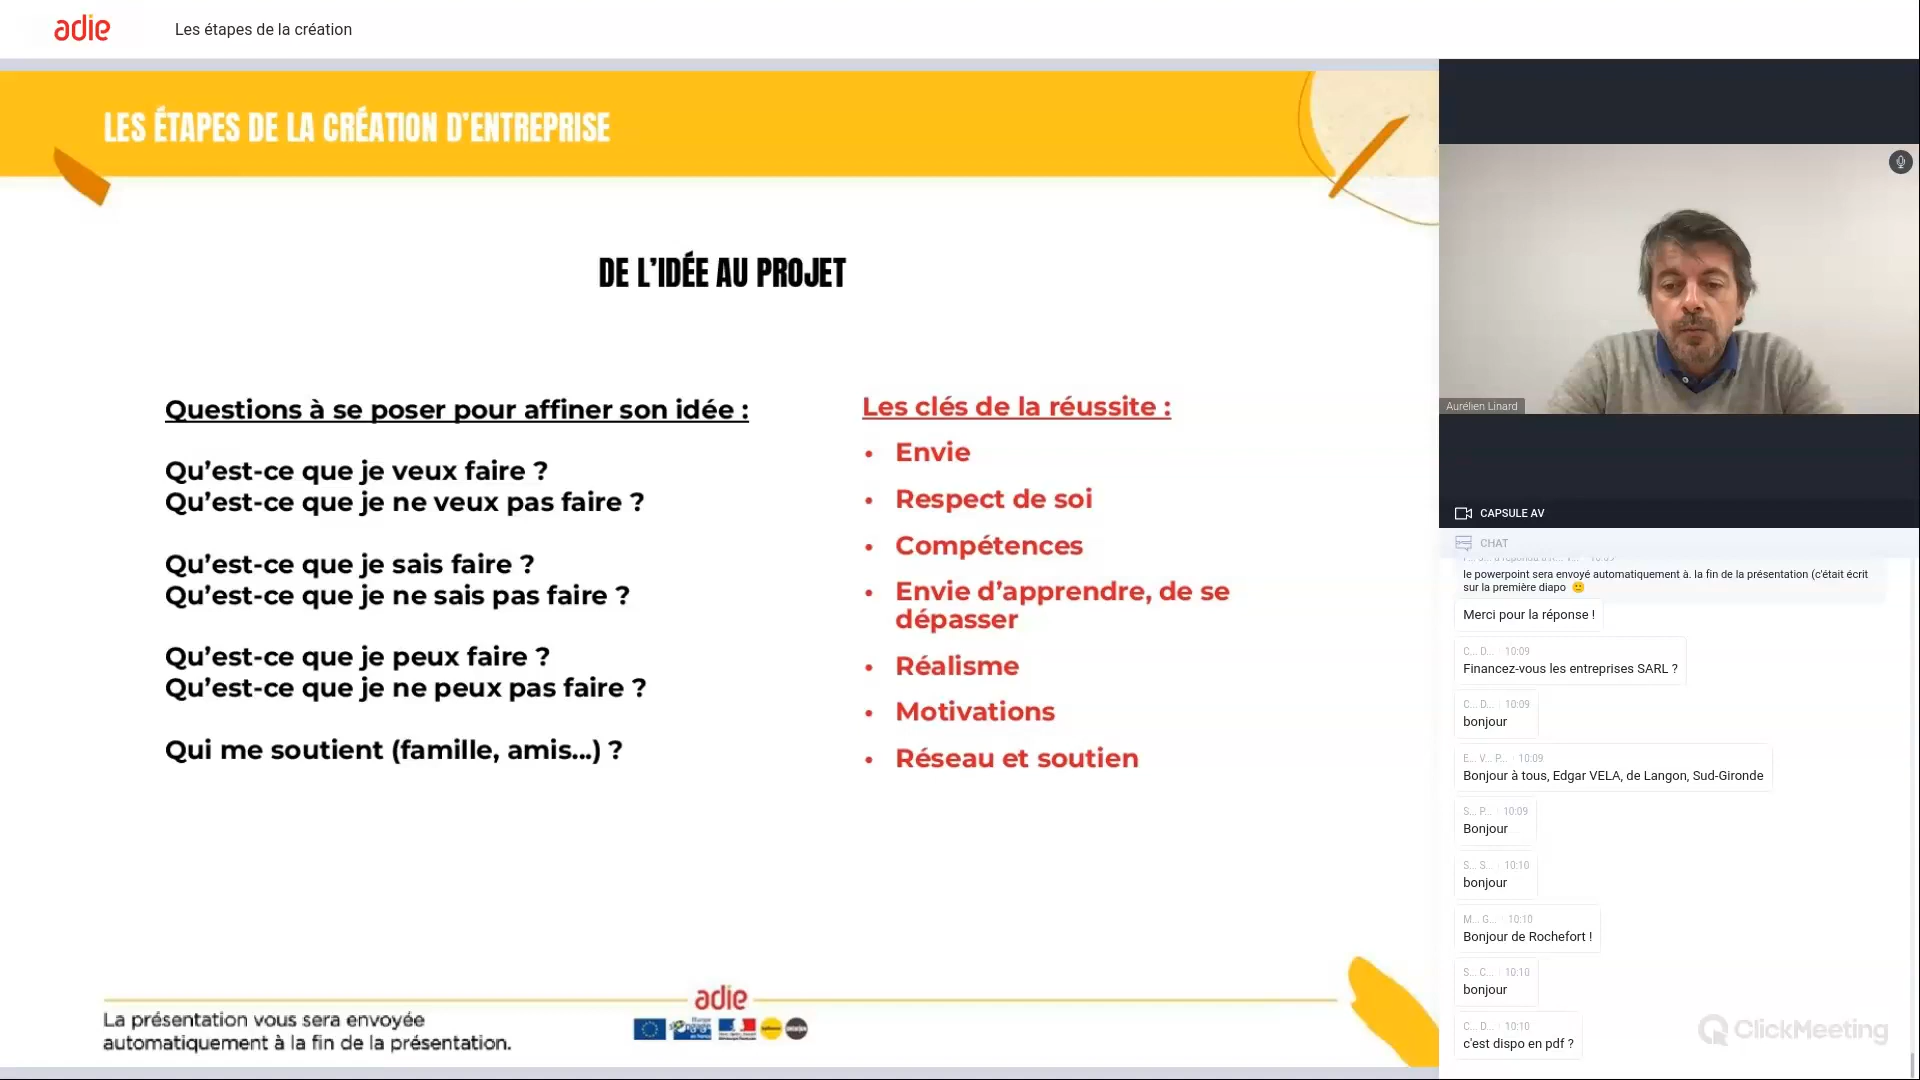 adie
Les étapes de la création
LES ÉTAPES DE LA CRÉATION D'ENTREPRISE
DE L'IDÉE AU PROJET
Questions à se poser pour affiner son idée :
Qu'est-ce que je veux faire ?
Qu'est-ce que je ne veux pas faire ?
Qu'est-ce que je sais faire ?
Qu'est-ce que je ne sais pas faire ?
Qu'est-ce que je peux faire ?
Qu'est-ce que je ne peux pas faire ?
Qui me soutient (famille, amis...) ?
Les clés de la réussite :
• Envie
• Respect de soi
• Compétences
• Envie d'apprendre, de se
dépasser
• Réalisme
• Motivations
• Réseau et soutien
adie
La présentation vous sera envoyée
automatiquement à la fin de la présentation.
Aurélien Linard
CAPSULE AV
CHAT
le powerpoint sera envoyé automatiquement à. la fin de la présentation (c'était écrit
sur la première diapo 🙂
Merci pour la réponse !
C... D... · 10:09
Financez-vous les entreprises SARL ?
C... D... · 10:09
bonjour
E... V... P... · 10:09
Bonjour à tous, Edgar VELA, de Langon, Sud-Gironde
S... P... · 10:09
Bonjour
S... S... · 10:10
bonjour
M... G... · 10:10
Bonjour de Rochefort !
S... C... · 10:10
bonjour
C... D... · 10:10
c'est dispo en pdf ?
ClickMeeting